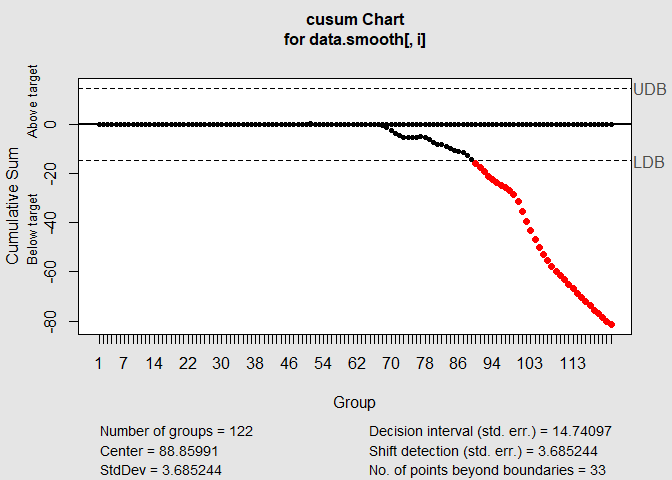 cusum Chart
for data.smooth[, i]
Cumulative Sum
Above target
Below target
UDB
LDB
0
-20
-40
-60
-80
1 7 14 22 30 38 46 54 62 70 78 86 94 103 113
Group
Number of groups = 122
Center = 88.85991
StdDev = 3.685244
Decision interval (std. err.) = 14.74097
Shift detection (std. err.) = 3.685244
No. of points beyond boundaries = 33